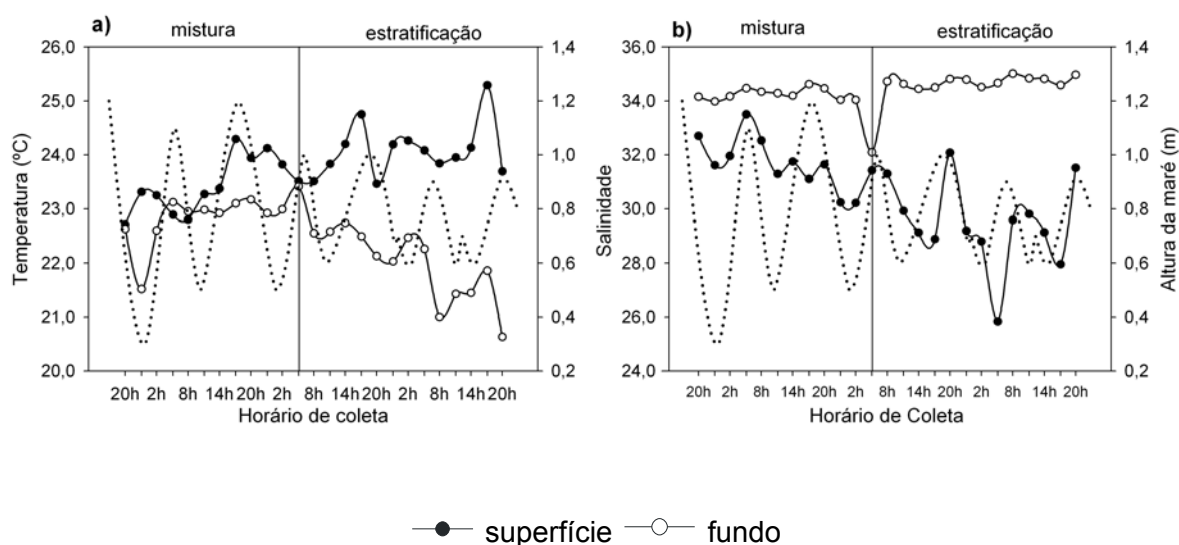 a)
mistura
estratificação
26,0
25,0
24,0
23,0
22,0
21,0
20,0
Temperatura (ºC)
1,4
1,2
1,0
0,8
0,6
0,4
0,2
20h 2h 8h 14h 20h 2h 8h 14h 20h 2h 8h 14h 20h
Horário de coleta
b)
mistura
estratificação
36,0
34,0
32,0
30,0
28,0
26,0
24,0
Salinidade
1,4
1,2
1,0
0,8
0,6
0,4
0,2
Altura da maré (m)
20h 2h 8h 14h 20h 2h 8h 14h 20h 2h 8h 14h 20h
Horário de Coleta
superfície fundo